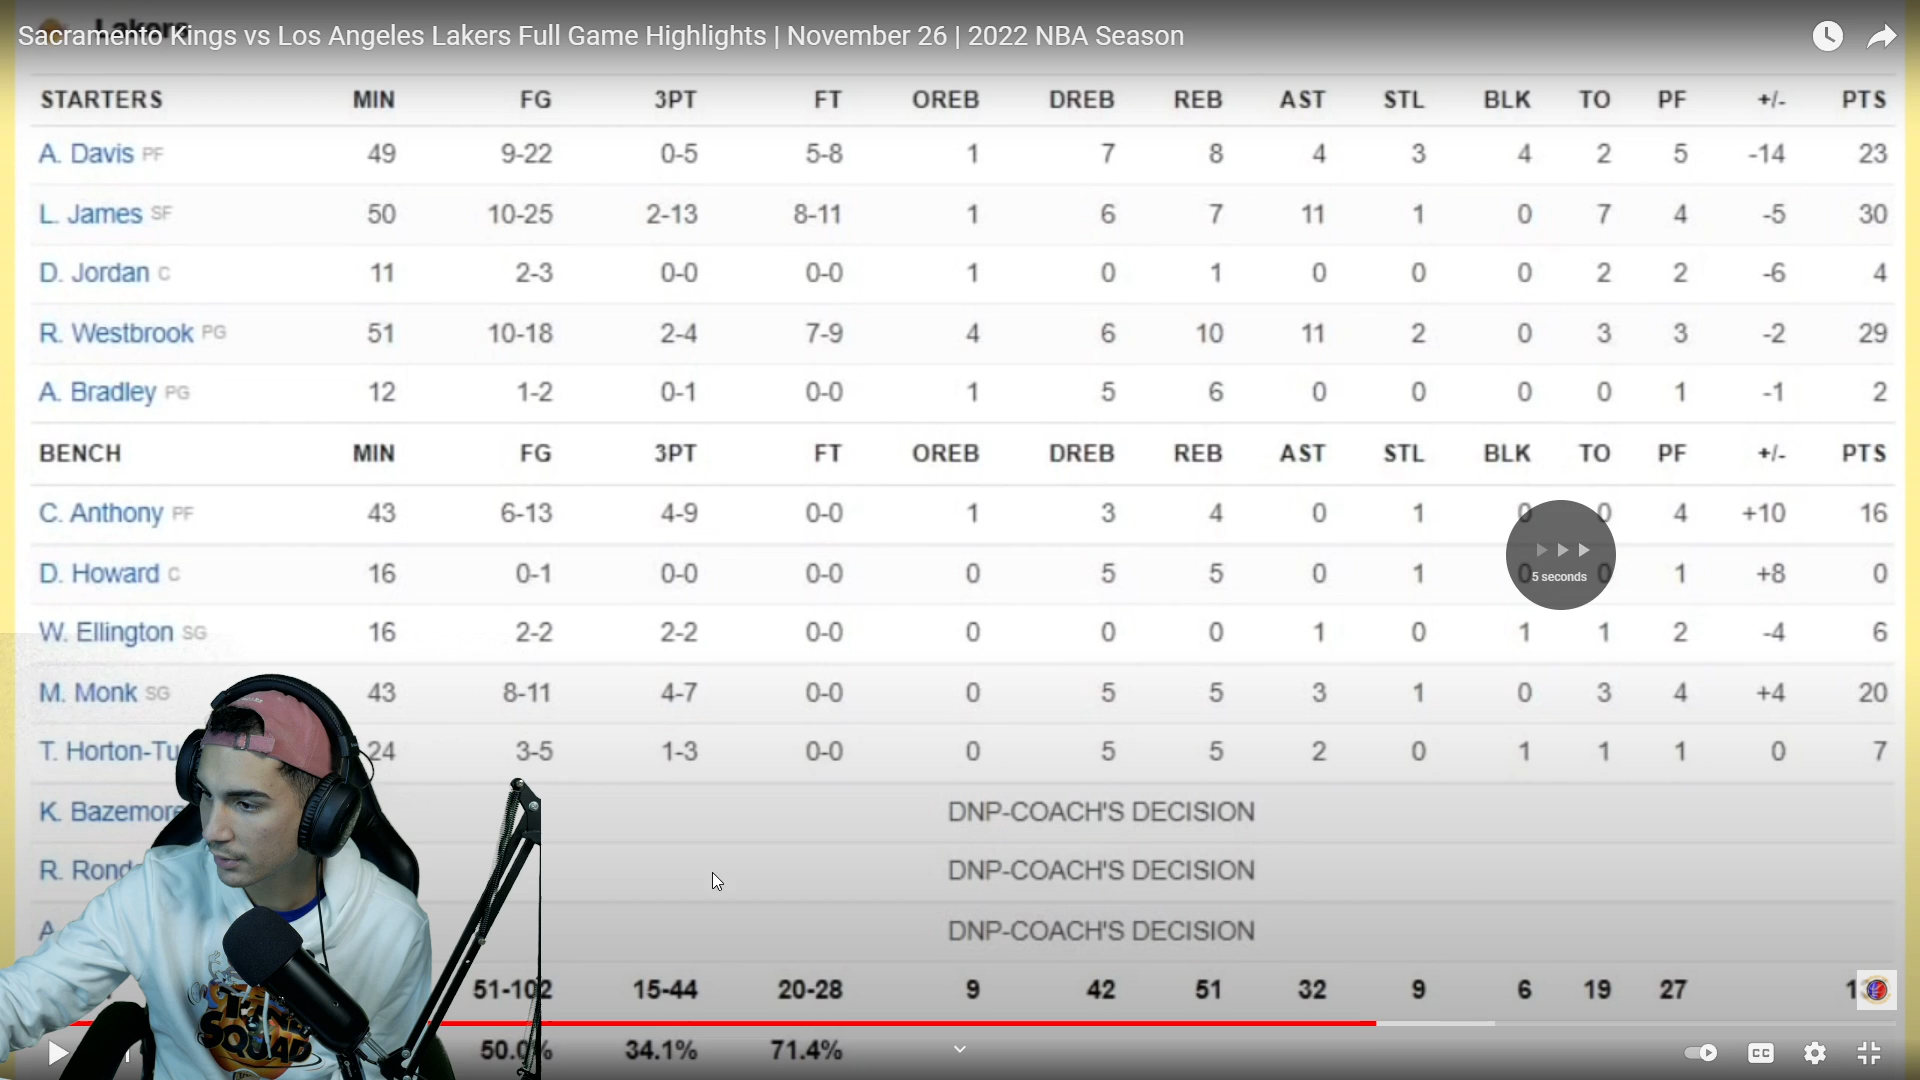 Lakers
Sacramento Kings vs Los Angeles Lakers Full Game Highlights | November 26 | 2022 NBA Season
STARTERS MIN FG 3PT FT OREB DREB REB AST STL BLK TO PF +/- PTS
A. Davis PF 49 9-22 0-5 5-8 1 7 8 4 3 4 2 5 -14 23
L. James SF 50 10-25 2-13 8-11 1 6 7 11 1 0 7 4 -5 30
D. Jordan C 11 2-3 0-0 0-0 1 0 1 0 0 0 2 2 -6 4
R. Westbrook PG 51 10-18 2-4 7-9 4 6 10 11 2 0 3 3 -2 29
A. Bradley PG 12 1-2 0-1 0-0 1 5 6 0 0 0 0 1 -1 2
BENCH MIN FG 3PT FT OREB DREB REB AST STL BLK TO PF +/- PTS
C. Anthony PF 43 6-13 4-9 0-0 1 3 4 0 1 0 0 4 +10 16
D. Howard C 16 0-1 0-0 0-0 0 5 5 0 1 0 0 1 +8 0
5 seconds
W. Ellington SG 16 2-2 2-2 0-0 0 0 0 1 0 1 1 2 -4 6
M. Monk SG 43 8-11 4-7 0-0 0 5 5 3 1 0 3 4 +4 20
T. Horton-Tu 24 3-5 1-3 0-0 0 5 5 2 0 1 1 1 0 7
K. Bazemore DNP-COACH'S DECISION
R. Rondo DNP-COACH'S DECISION
A DNP-COACH'S DECISION
51-102 15-44 20-28 9 42 51 32 9 6 19 27
50.0% 34.1% 71.4%
SQUAD
CC